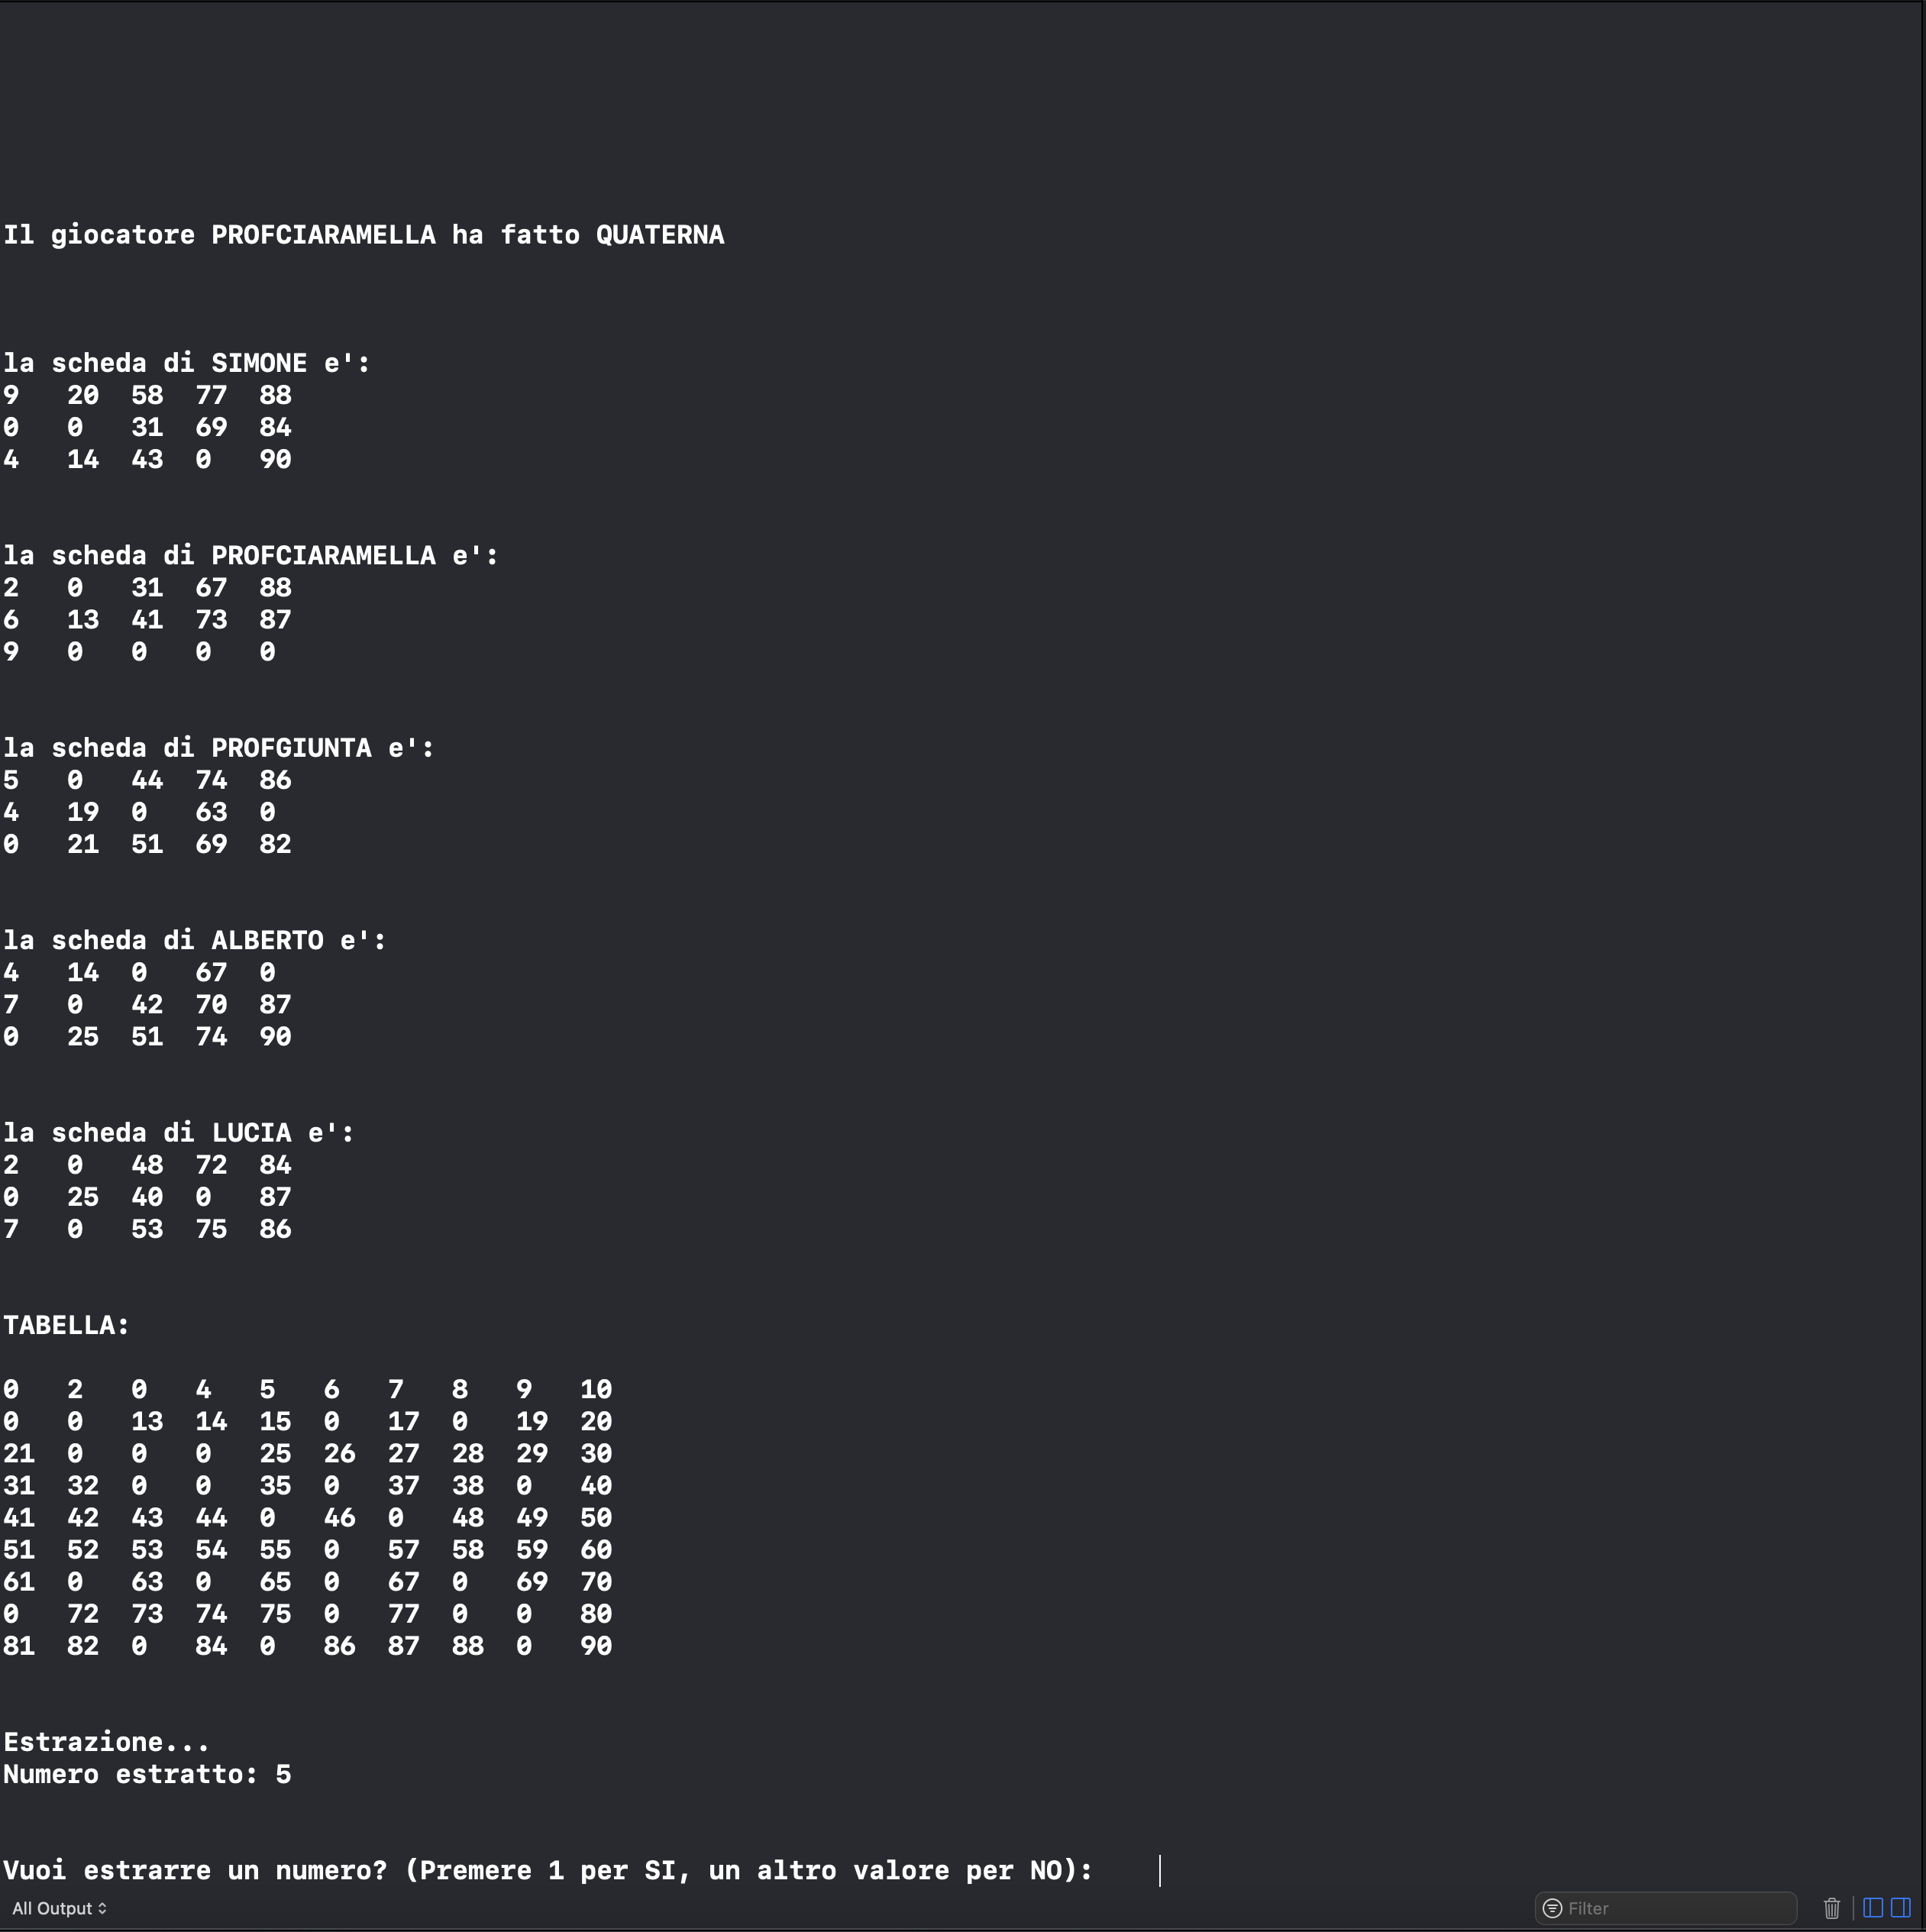 Il giocatore PROFCIARAMELLA ha fatto QUATERNA
la scheda di SIMONE e':
9 20 58 77 88
0 0 31 69 84
4 14 43 0 90
la scheda di PROFCIARAMELLA e':
2 0 31 67 88
6 13 41 73 87
9 0 0 0 0
la scheda di PROFGIUNTA e':
5 0 44 74 86
4 19 0 63 0
0 21 51 69 82
la scheda di ALBERTO e':
4 14 0 67 0
7 0 42 70 87
0 25 51 74 90
la scheda di LUCIA e':
2 0 48 72 84
0 25 40 0 87
7 0 53 75 86
TABELLA:
0 2 0 4 5 6 7 8 9 10
0 0 13 14 15 0 17 0 19 20
21 0 0 0 25 26 27 28 29 30
31 32 0 0 35 0 37 38 0 40
41 42 43 44 0 46 0 48 49 50
51 52 53 54 55 0 57 58 59 60
61 0 63 0 65 0 67 0 69 70
0 72 73 74 75 0 77 0 0 80
81 82 0 84 0 86 87 88 0 90
Estrazione...
Numero estratto: 5
Vuoi estrarre un numero? (Premere 1 per SI, un altro valore per NO):
All Output
Filter